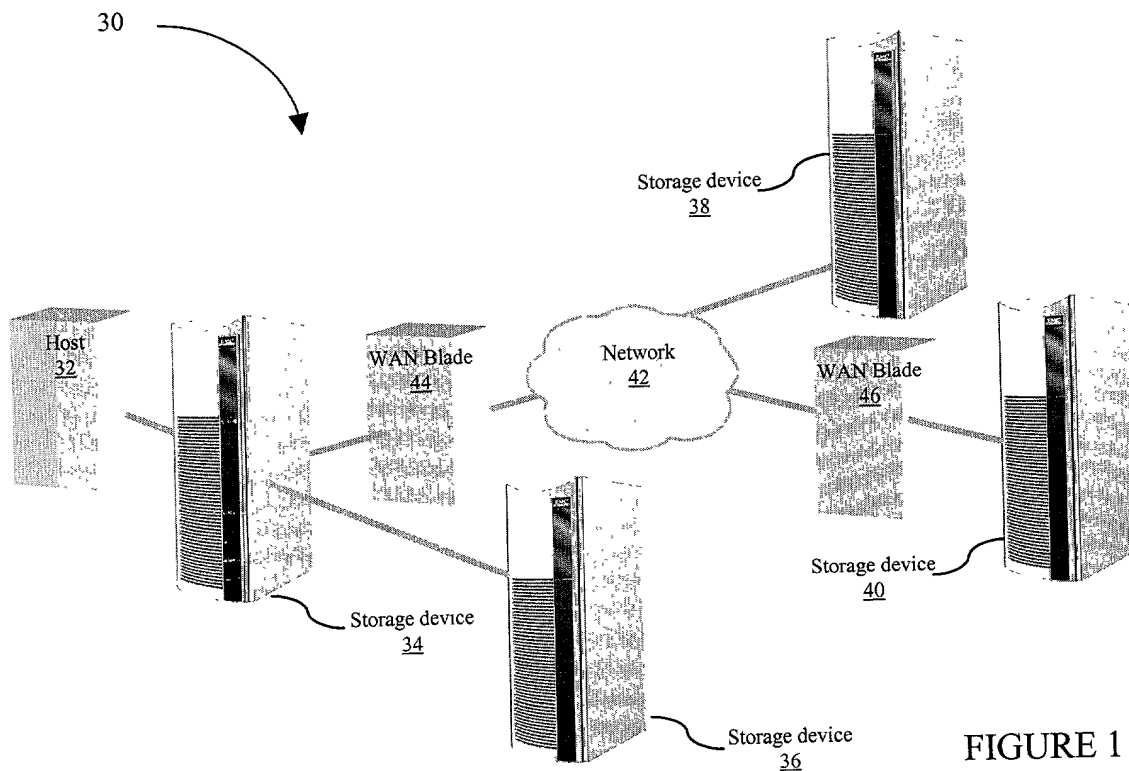 30
Storage device
38
Host
32
WAN Blade
44
Network
42
WAN Blade
46
Storage device
40
Storage device
34
Storage device
36
FIGURE 1